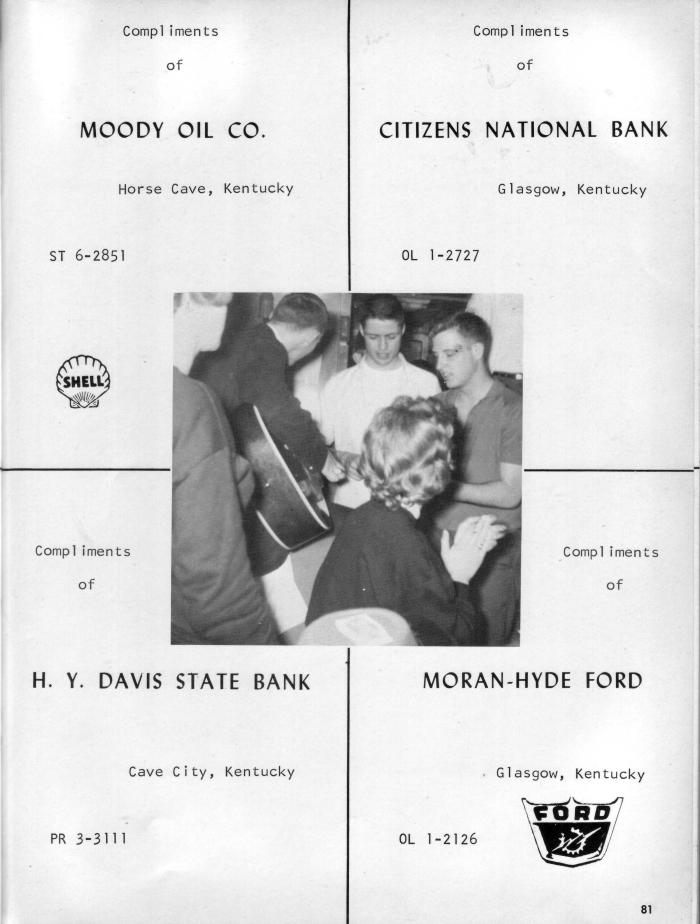 Compliments
of
MOODY OIL CO.
Horse Cave, Kentucky
ST 6-2851
SHELL
Compliments
of
CITIZENS NATIONAL BANK
Glasgow, Kentucky
OL 1-2727
Compliments
of
H. Y. DAVIS STATE BANK
Cave City, Kentucky
PR 3-3111
Compliments
of
MORAN-HYDE FORD
Glasgow, Kentucky
FORD
OL 1-2126
81